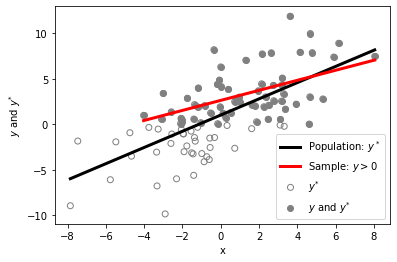 y and y*
10
5
0
−5
−10
−8 −6 −4 −2 0 2 4 6 8
x
Population: y*
Sample: y > 0
y*
y and y*